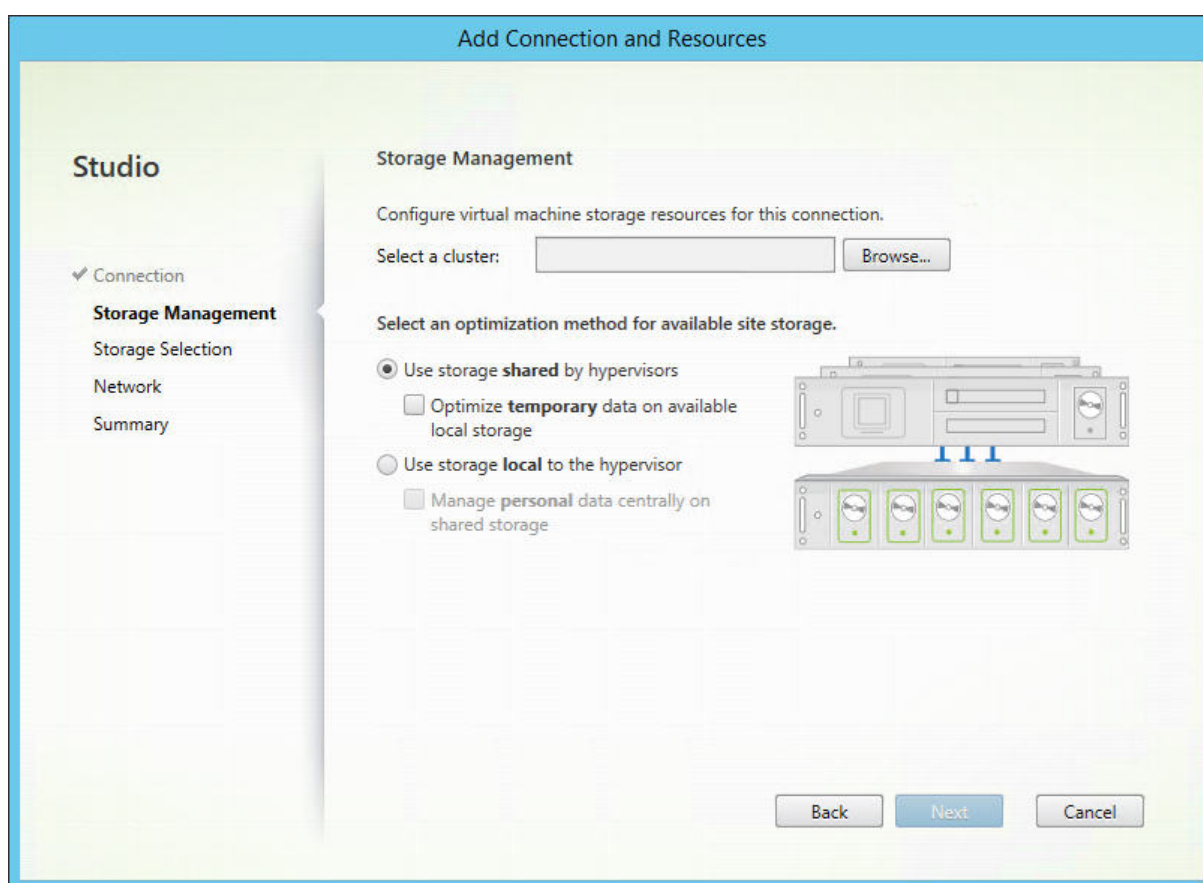 Add Connection and Resources
Studio
Connection
Storage Management
Storage Selection
Network
Summary
Storage Management
Configure virtual machine storage resources for this connection.
Select a cluster:
Browse...
Select an optimization method for available site storage.
Use storage shared by hypervisors
Optimize temporary data on available
local storage
Use storage local to the hypervisor
Manage personal data centrally on
shared storage
Back
Next
Cancel